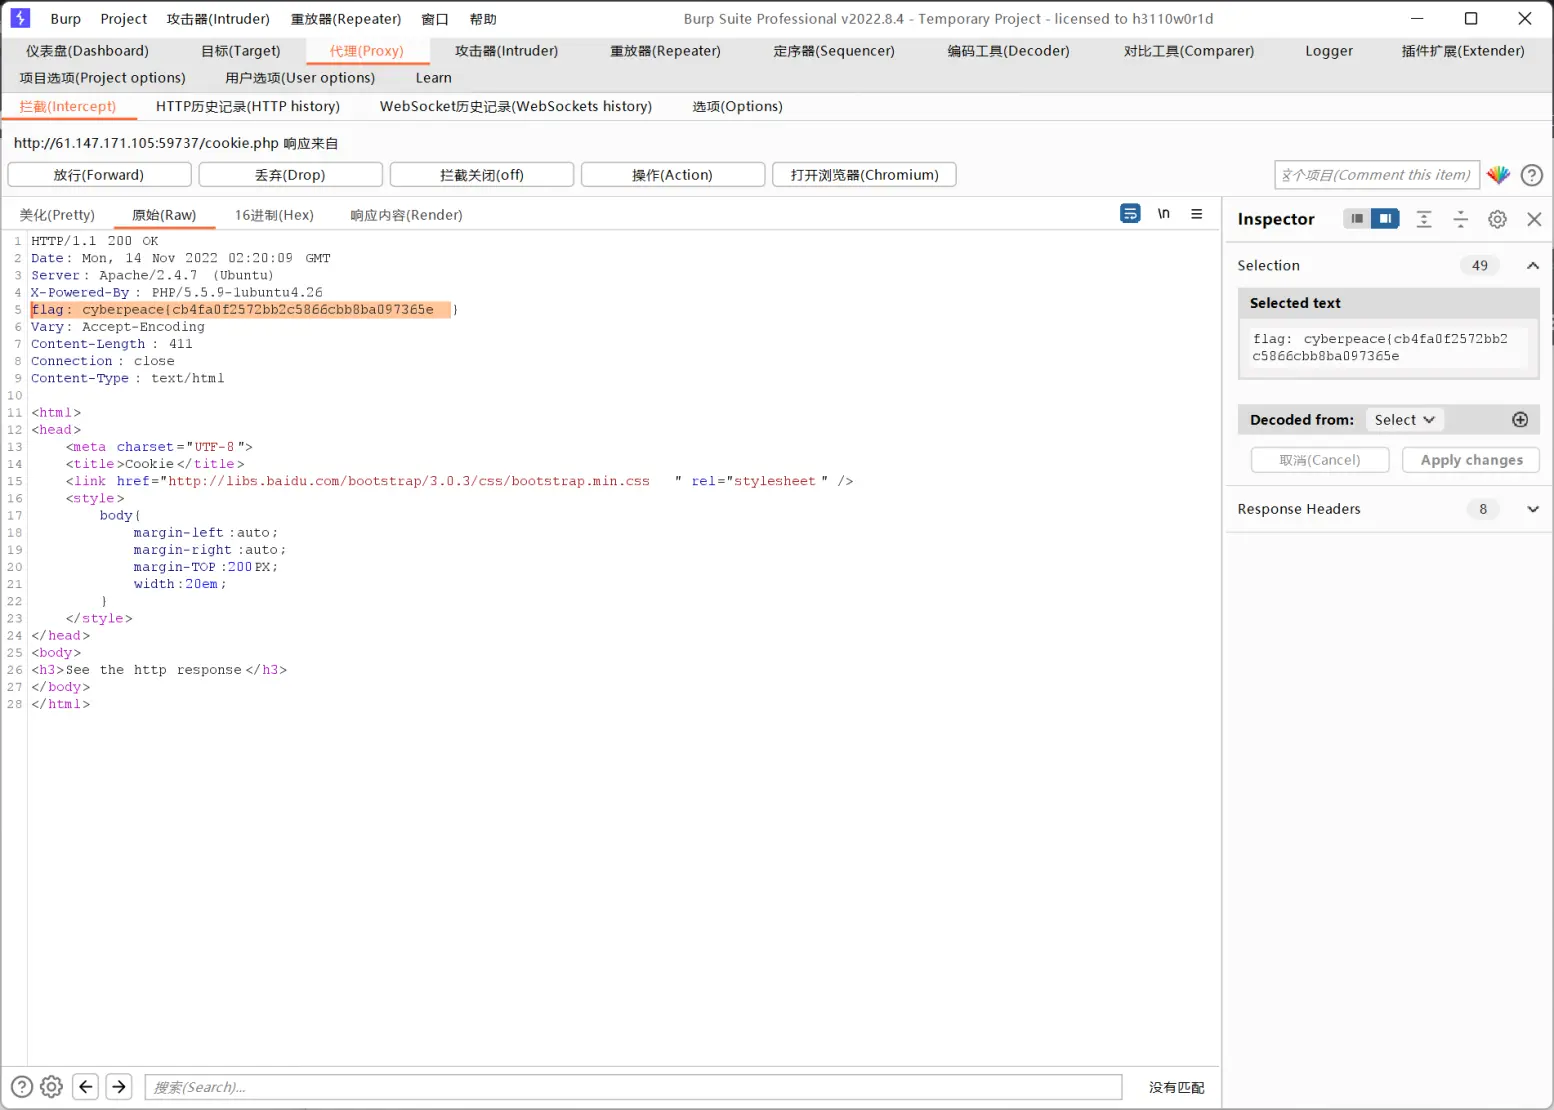 Burp Project 攻击器(Intruder) 重放器(Repeater) 窗口 帮助 Burp Suite Professional v2022.8.4 - Temporary Project - licensed to h3110w0r1d
仪表盘(Dashboard) 目标(Target) 代理(Proxy) 攻击器(Intruder) 重放器(Repeater) 定序器(Sequencer) 编码工具(Decoder) 对比工具(Comparer) Logger 插件扩展(Extender)
项目选项(Project options) 用户选项(User options) Learn
拦截(Intercept) HTTP历史记录(HTTP history) WebSocket历史记录(WebSockets history) 选项(Options)
http://61.147.171.105:59737/cookie.php 响应来自
放行(Forward) 丢弃(Drop) 拦截关闭(off) 操作(Action) 打开浏览器(Chromium) 个项目(Comment this item)
美化(Pretty) 原始(Raw) 16进制(Hex) 响应内容(Render) \n
1 HTTP/1.1 200 OK
2 Date: Mon, 14 Nov 2022 02:20:09 GMT
3 Server: Apache/2.4.7 (Ubuntu)
4 X-Powered-By: PHP/5.5.9-1ubuntu4.26
5 flag: cyberpeace{cb4fa0f2572bb2c5866cbb8ba097365e}
6 Vary: Accept-Encoding
7 Content-Length: 411
8 Connection: close
9 Content-Type: text/html
10
11 <html>
12 <head>
13 <meta charset="UTF-8">
14 <title>Cookie</title>
15 <link href="http://libs.baidu.com/bootstrap/3.0.3/css/bootstrap.min.css" rel="stylesheet" />
16 <style>
17 body{
18 margin-left:auto;
19 margin-right:auto;
20 margin-TOP:200PX;
21 width:20em;
22 }
23 </style>
24 </head>
25 <body>
26 <h3>See the http response</h3>
27 </body>
28 </html>
Inspector
Selection 49
Selected text
flag: cyberpeace{cb4fa0f2572bb2
c5866cbb8ba097365e
Decoded from: Select
取消(Cancel) Apply changes
Response Headers 8
搜索(Search)... 没有匹配